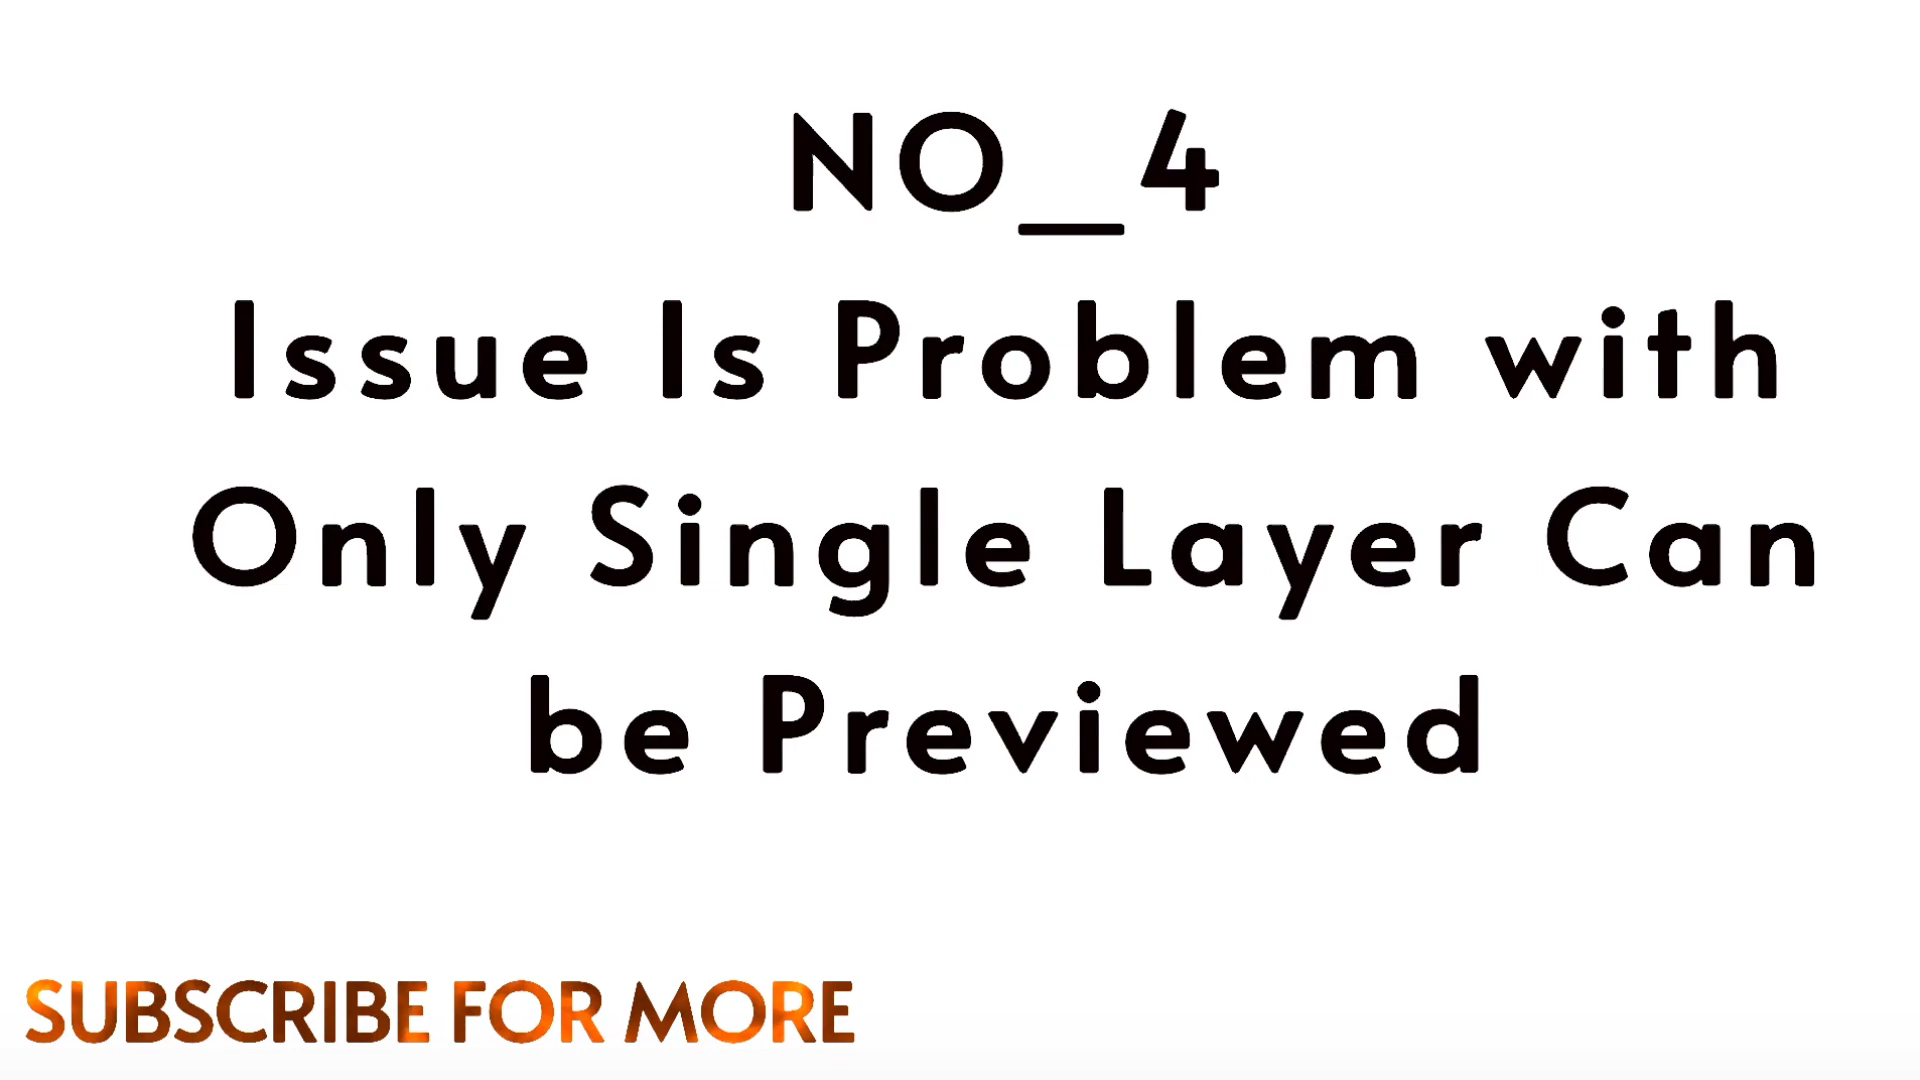 NO_4
Issue Is Problem with
Only Single Layer Can
be Previewed
SUBSCRIBE FOR MORE